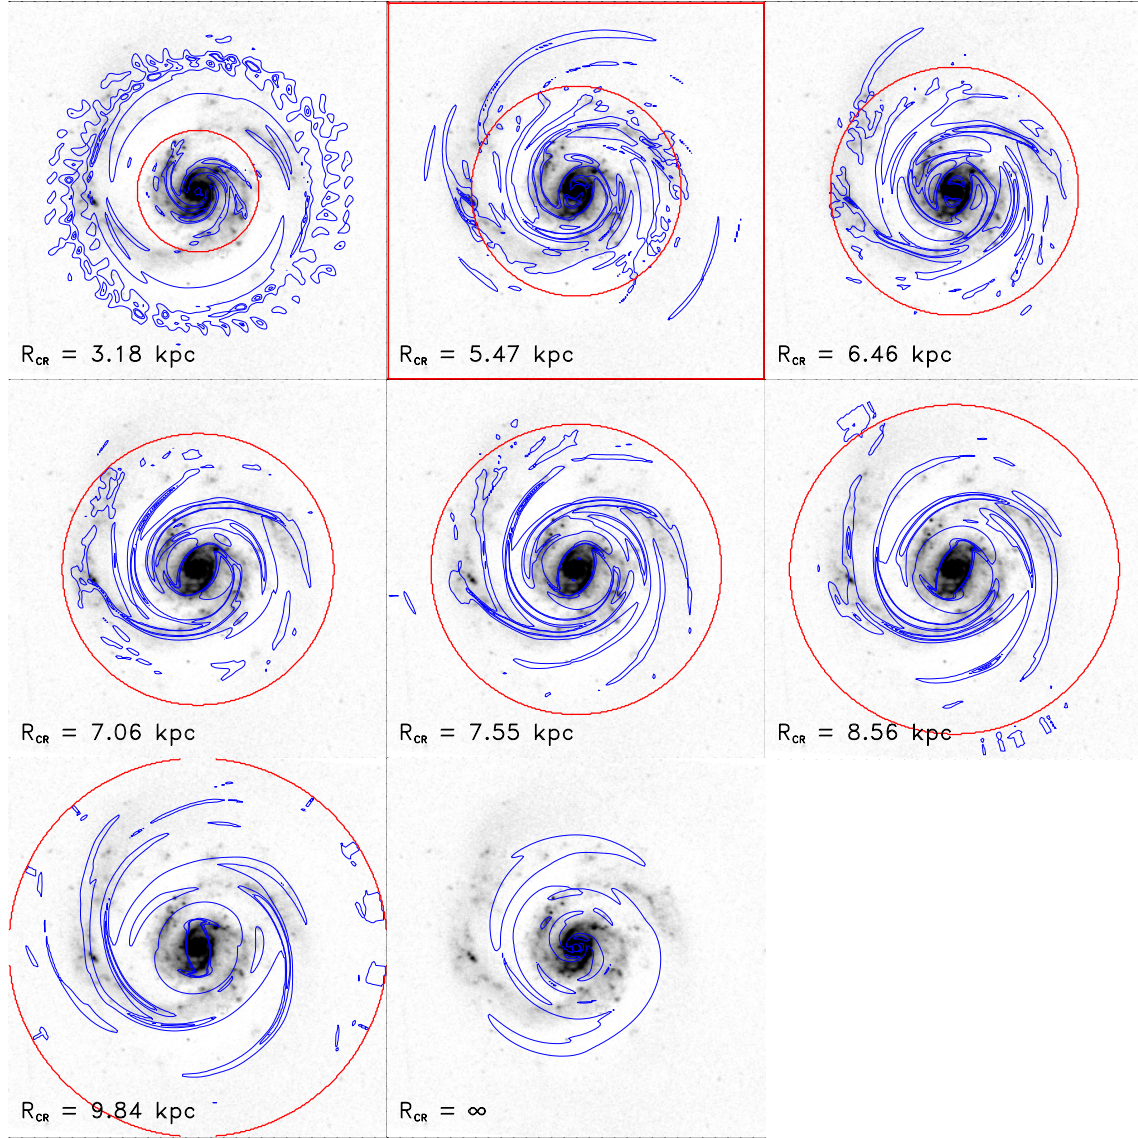 R_CR = 3.18 kpc
R_CR = 5.47 kpc
R_CR = 6.46 kpc
R_CR = 7.06 kpc
R_CR = 7.55 kpc
R_CR = 8.56 kpc
R_CR = 9.84 kpc
R_CR = ∞